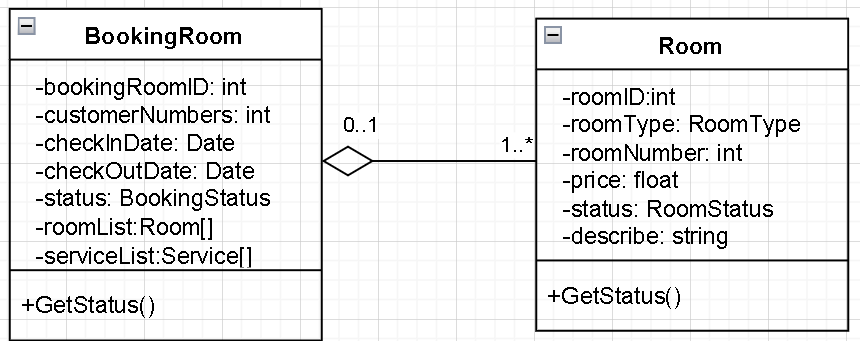 BookingRoom
-bookingRoomID: int
-customerNumbers: int
-checkInDate: Date
-checkOutDate: Date
-status: BookingStatus
-roomList:Room[]
-serviceList:Service[]
+GetStatus()
0..1
1..*
Room
-roomID:int
-roomType: RoomType
-roomNumber: int
-price: float
-status: RoomStatus
-describe: string
+GetStatus()